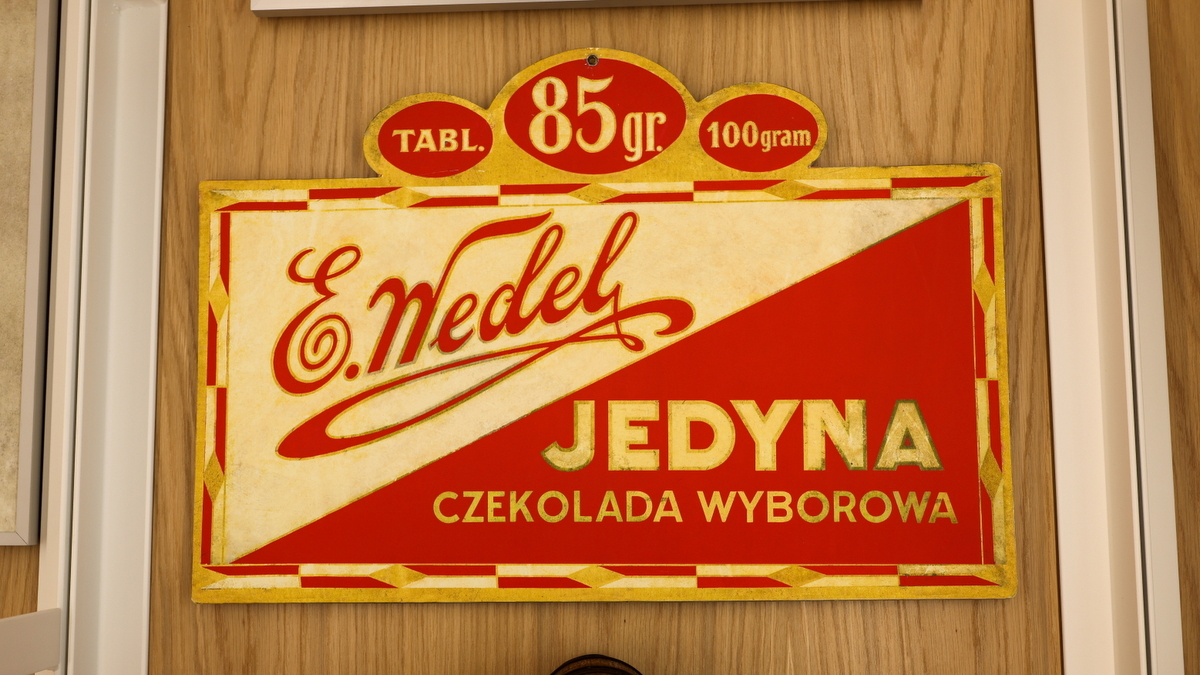 TABL. 85 gr. 100 gram
E. Wedel
JEDYNA
CZEKOLADA WYBOROWA